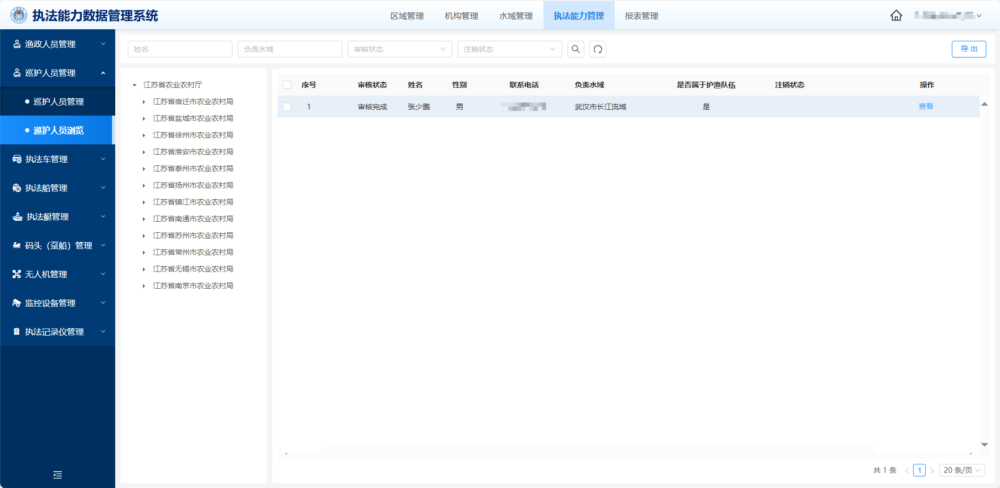 执法能力数据管理系统
区域管理 机构管理 水域管理 执法能力管理 报表管理
渔政人员管理
巡护人员管理
巡护人员管理
巡护人员浏览
执法车管理
执法船管理
执法艇管理
码头（趸船）管理
无人机管理
监控设备管理
执法记录仪管理
姓名 负责水域 审核状态 注销状态 导 出
江苏省农业农村厅
江苏省宿迁市农业农村局
江苏省盐城市农业农村局
江苏省徐州市农业农村局
江苏省淮安市农业农村局
江苏省泰州市农业农村局
江苏省扬州市农业农村局
江苏省镇江市农业农村局
江苏省南通市农业农村局
江苏省苏州市农业农村局
江苏省常州市农业农村局
江苏省无锡市农业农村局
江苏省南京市农业农村局
序号 审核状态 姓名 性别 联系电话 负责水域 是否属于护渔队伍 注销状态 操作
1 审核完成 张少鹏 男 武汉市长江流域 是 查看
共 1 条 < 1 > 20 条/页